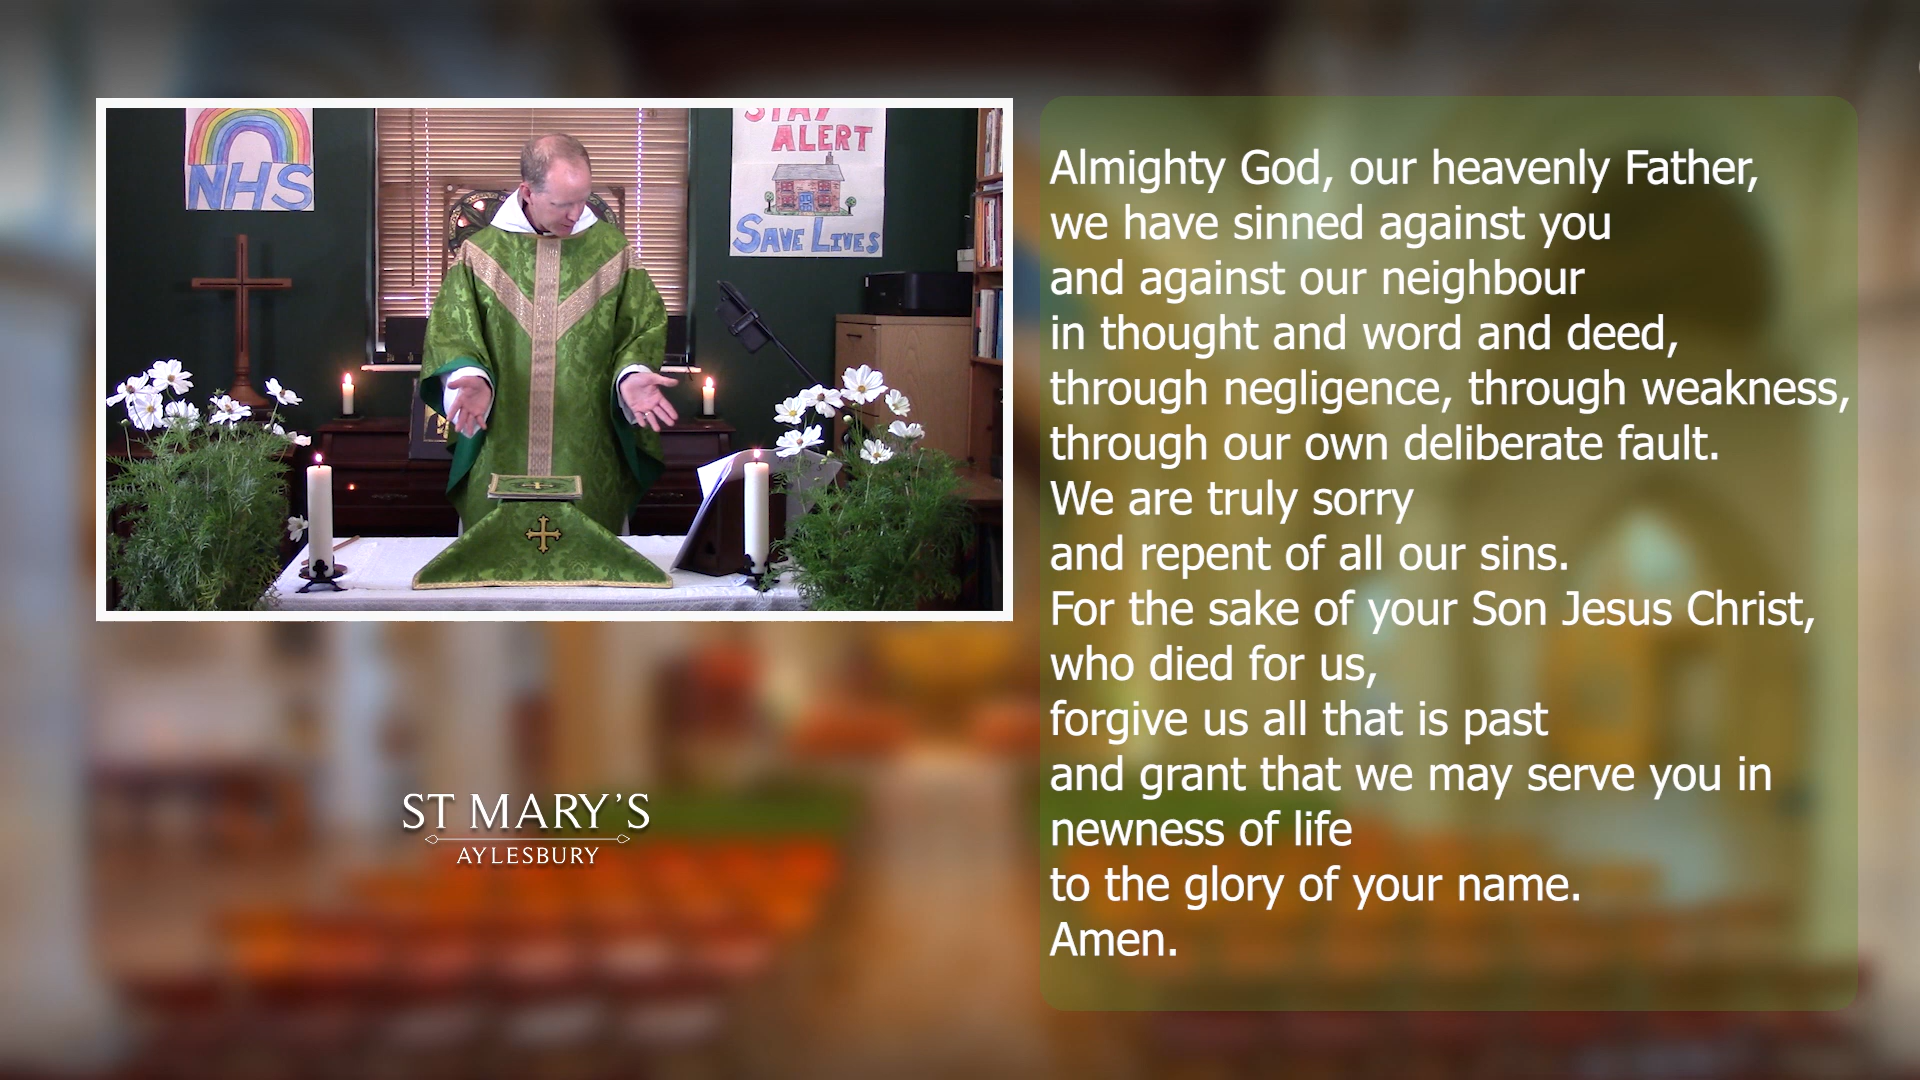 NHS
STAY
ALERT
SAVE LIVES
ST MARY'S
AYLESBURY
Almighty God, our heavenly Father,
we have sinned against you
and against our neighbour
in thought and word and deed,
through negligence, through weakness,
through our own deliberate fault.
We are truly sorry
and repent of all our sins.
For the sake of your Son Jesus Christ,
who died for us,
forgive us all that is past
and grant that we may serve you in
newness of life
to the glory of your name.
Amen.